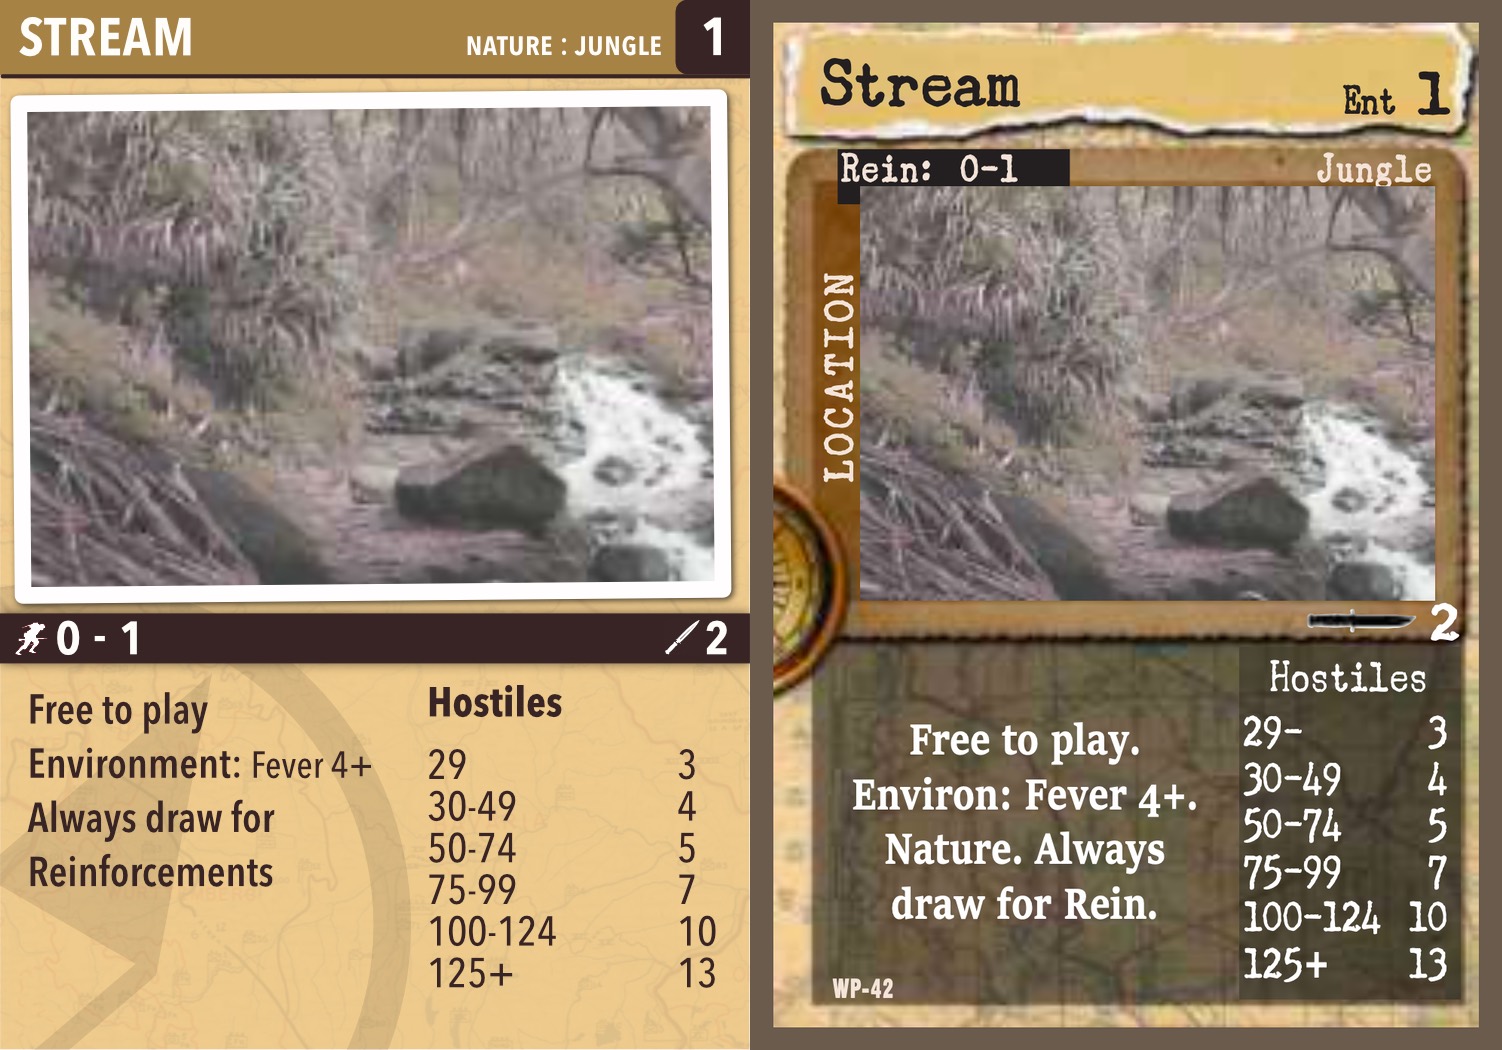 STREAM
NATURE : JUNGLE
1
0 - 1
2
Free to play
Environment: Fever 4+
Always draw for
Reinforcements
Hostiles
29 3
30-49 4
50-74 5
75-99 7
100-124 10
125+ 13
Stream
Ent 1
Rein: 0-1
Jungle
LOCATION
2
Free to play.
Environ: Fever 4+.
Nature. Always
draw for Rein.
WP-42
Hostiles
29- 3
30-49 4
50-74 5
75-99 7
100-124 10
125+ 13